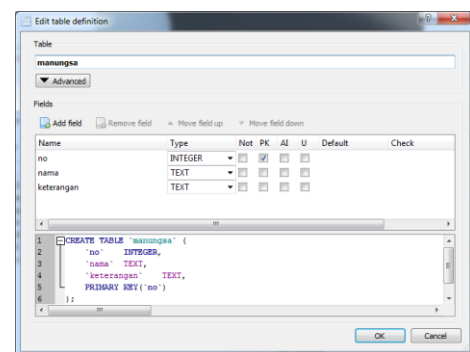 Edit table definition
Table
manungsa
Advanced
Fields
Add field Remove field Move field up Move field down
Name Type Not PK AI U Default Check
no INTEGER
nama TEXT
keterangan TEXT
1 CREATE TABLE `manungsa` (
2 `no` INTEGER,
3 `nama` TEXT,
4 `keterangan` TEXT,
5 PRIMARY KEY(`no`)
6 );
OK Cancel